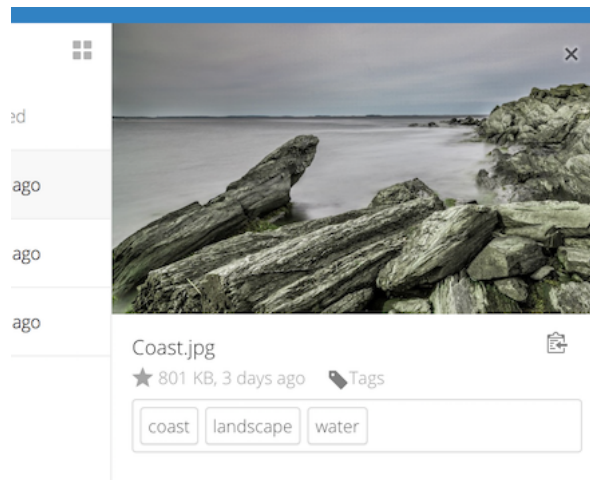 ed
ago
ago
ago
Coast.jpg
801 KB, 3 days ago Tags
coast landscape water